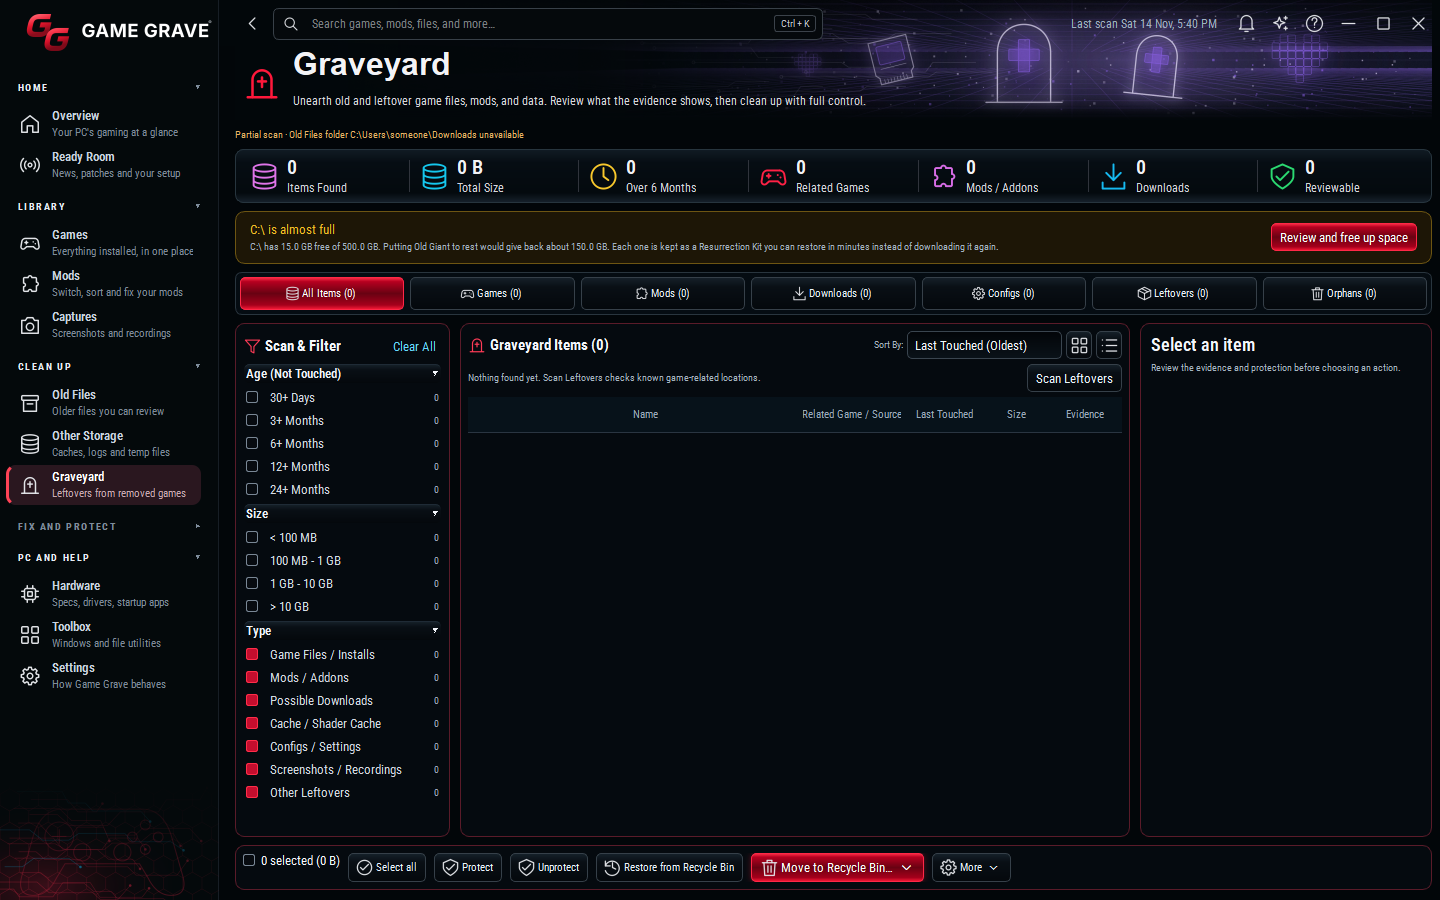 GAME GRAVE
Search games, mods, files, and more...
Ctrl + K
Last scan Sat 14 Nov, 5:40 PM
Graveyard
Unearth old and leftover game files, mods, and data. Review what the evidence shows, then clean up with full control.
HOME
Overview
Your PC's gaming at a glance
Ready Room
News, patches and your setup
LIBRARY
Games
Everything installed, in one place
Mods
Switch, sort and fix your mods
Captures
Screenshots and recordings
CLEAN UP
Old Files
Older files you can review
Other Storage
Caches, logs and temp files
Graveyard
Leftovers from removed games
FIX AND PROTECT
PC AND HELP
Hardware
Specs, drivers, startup apps
Toolbox
Windows and file utilities
Settings
How Game Grave behaves
Partial scan · Old Files folder C:\Users\someone\Downloads unavailable
0
Items Found
0 B
Total Size
0
Over 6 Months
0
Related Games
0
Mods / Addons
0
Downloads
0
Reviewable
C:\ is almost full
C:\ has 15.0 GB free of 500.0 GB. Putting Old Giant to rest would give back about 150.0 GB. Each one is kept as a Resurrection Kit you can restore in minutes instead of downloading it again.
Review and free up space
All Items (0)
Games (0)
Mods (0)
Downloads (0)
Configs (0)
Leftovers (0)
Orphans (0)
Scan & Filter
Clear All
Age (Not Touched)
30+ Days 0
3+ Months 0
6+ Months 0
12+ Months 0
24+ Months 0
Size
< 100 MB 0
100 MB - 1 GB 0
1 GB - 10 GB 0
> 10 GB 0
Type
Game Files / Installs 0
Mods / Addons 0
Possible Downloads 0
Cache / Shader Cache 0
Configs / Settings 0
Screenshots / Recordings 0
Other Leftovers 0
Graveyard Items (0)
Sort By:
Last Touched (Oldest)
Nothing found yet. Scan Leftovers checks known game-related locations.
Scan Leftovers
Name
Related Game / Source
Last Touched
Size
Evidence
Select an item
Review the evidence and protection before choosing an action.
0 selected (0 B)
Select all
Protect
Unprotect
Restore from Recycle Bin
Move to Recycle Bin...
More